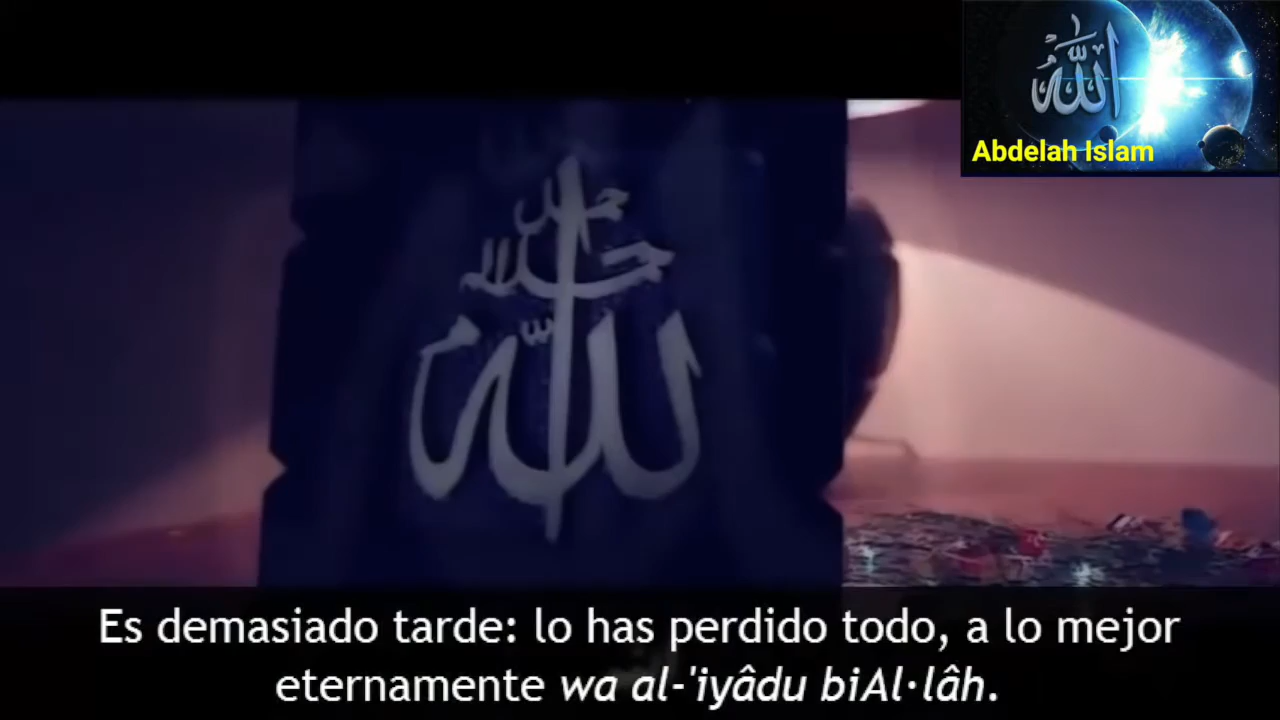 الله
Abdelah Islam
جل جلاله
الله
Es demasiado tarde: lo has perdido todo, a lo mejor
eternamente wa al-'iyâdu biAl·lâh.